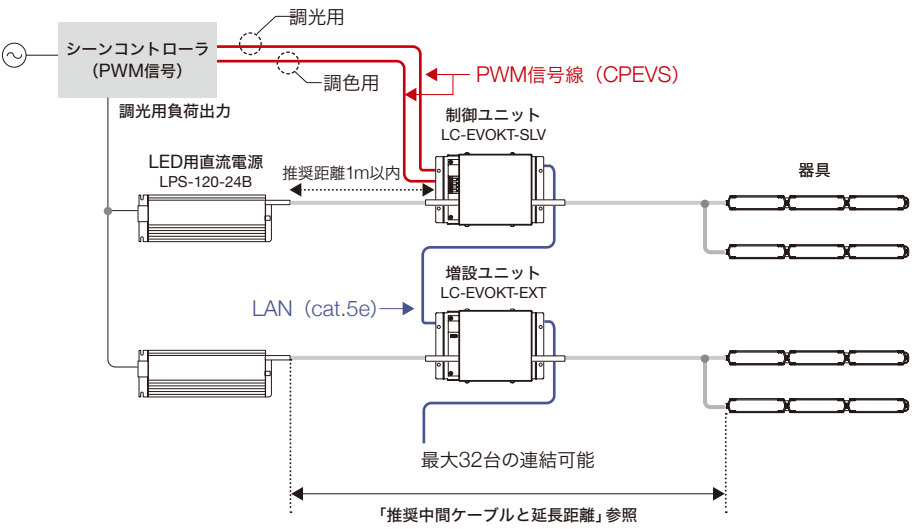 調光用
シーンコントローラ
(PWM信号)
調色用
PWM信号線（CPEVS）
調光用負荷出力
制御ユニット
LC-EVOKT-SLV
LED用直流電源
LPS-120-24B
推奨距離1m以内
器具
増設ユニット
LC-EVOKT-EXT
LAN（cat.5e）
最大32台の連結可能
「推奨中間ケーブルと延長距離」参照